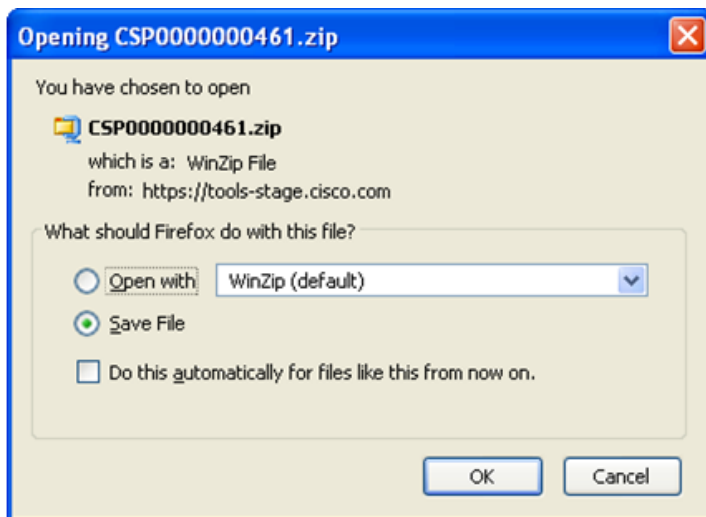 Opening CSP0000000461.zip
You have chosen to open
CSP0000000461.zip
which is a: WinZip File
from: https://tools-stage.cisco.com
What should Firefox do with this file?
Open with WinZip (default)
Save File
Do this automatically for files like this from now on.
OK Cancel